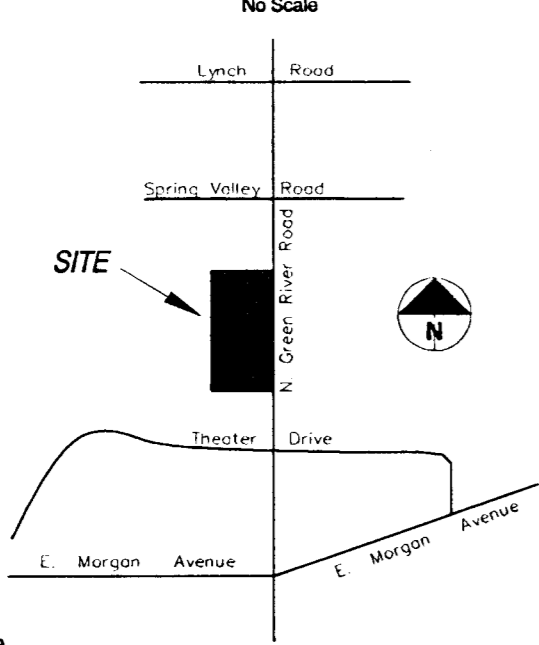 No Scale
Lynch Road
Spring Valley Road
N. Green River Road
SITE
N
Theater Drive
E. Morgan Avenue
E. Morgan Avenue